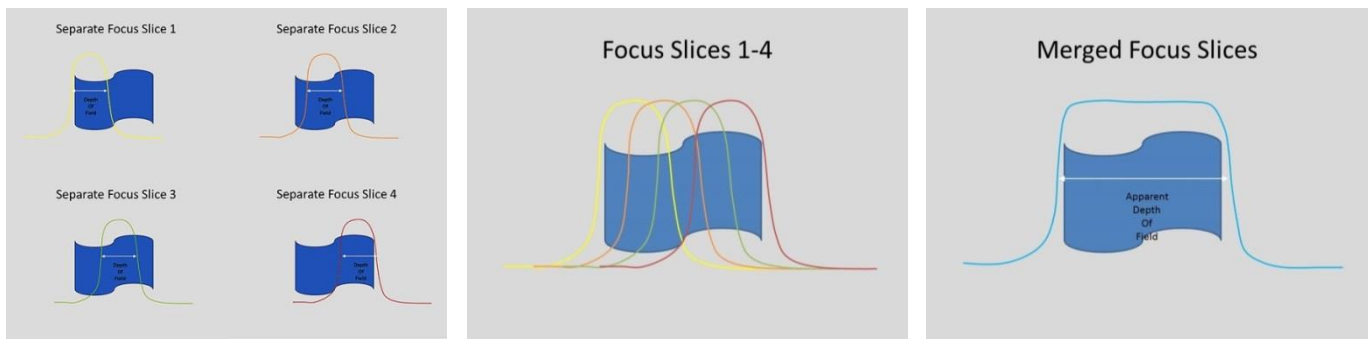 Separate Focus Slice 1
Depth
Of
Field
Separate Focus Slice 2
Depth
Of
Field
Separate Focus Slice 3
Depth
Of
Field
Separate Focus Slice 4
Depth
Of
Field
Focus Slices 1-4
Merged Focus Slices
Apparent
Depth
Of
Field